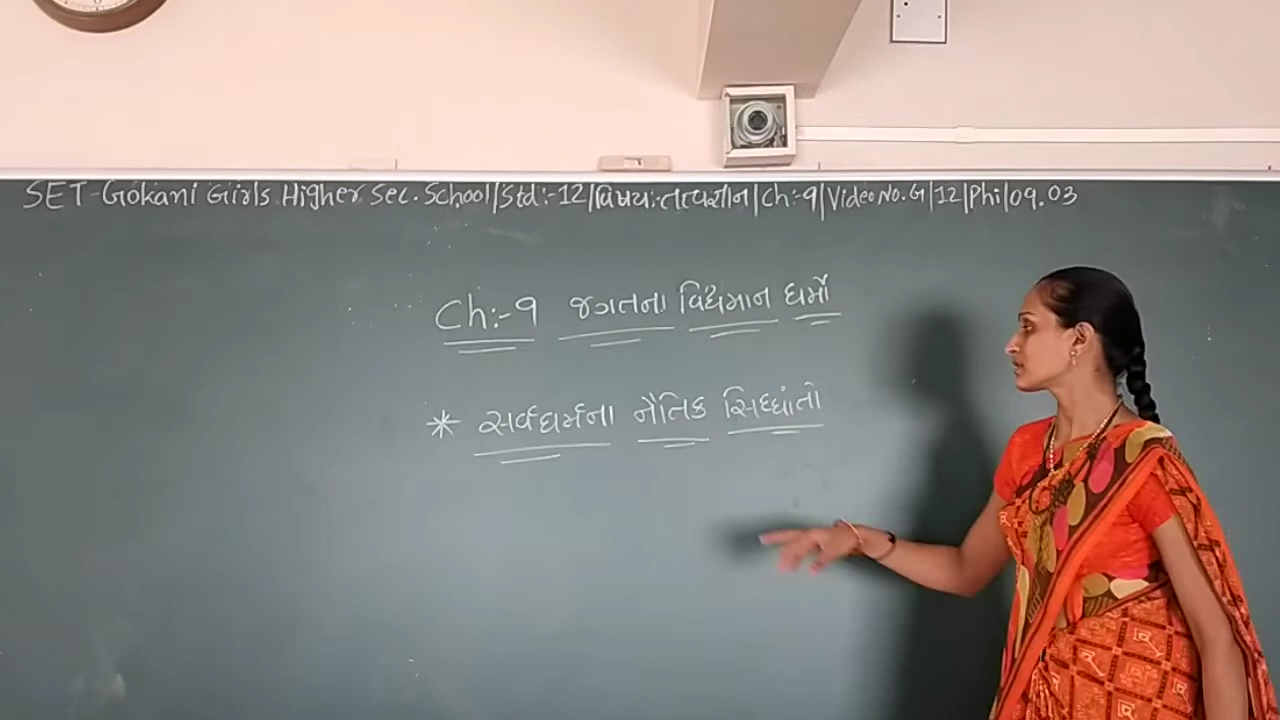 SET-Gokani Girls Higher Sec. School|Std:-12|વિષય:તત્વજ્ઞાન|Ch:-9|Video No. G|12|Phi|09.03
Ch:-9 જગતના વિદ્યમાન ધર્મો
* સર્વધર્મના નૈતિક સિધ્ધાંતો